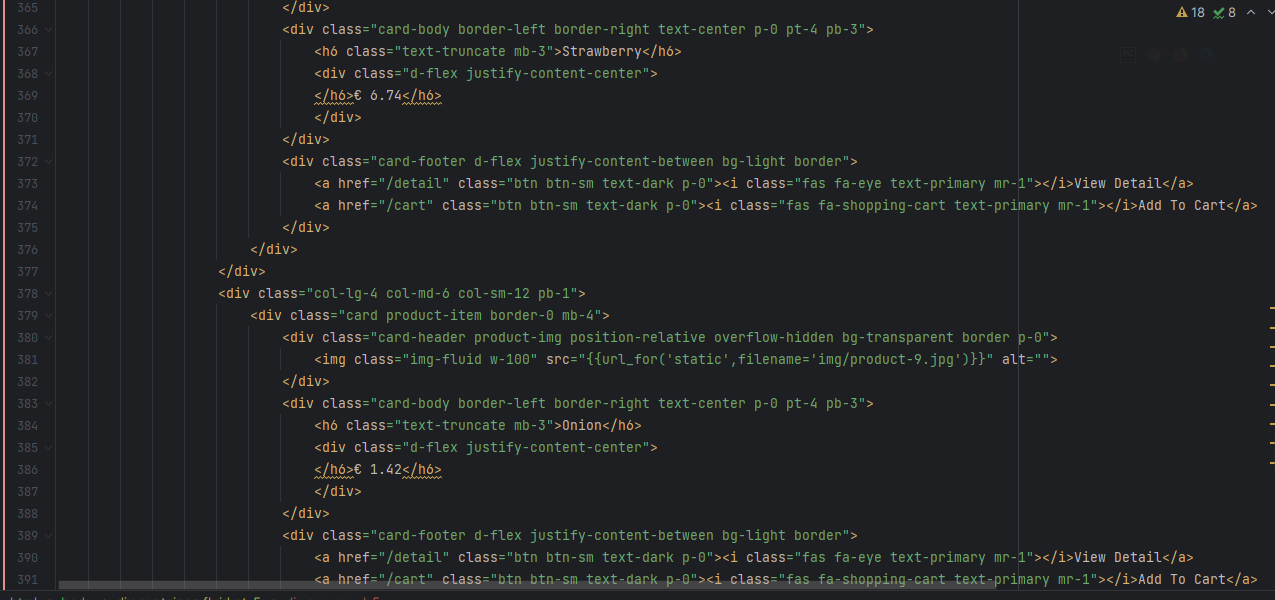 18 8
365 </div>
366 <div class="card-body border-left border-right text-center p-0 pt-4 pb-3">
367 <h6 class="text-truncate mb-3">Strawberry</h6>
368 <div class="d-flex justify-content-center">
369 </h6>€ 6.74</h6>
370 </div>
371 </div>
372 <div class="card-footer d-flex justify-content-between bg-light border">
373 <a href="/detail" class="btn btn-sm text-dark p-0"><i class="fas fa-eye text-primary mr-1"></i>View Detail</a>
374 <a href="/cart" class="btn btn-sm text-dark p-0"><i class="fas fa-shopping-cart text-primary mr-1"></i>Add To Cart</a>
375 </div>
376 </div>
377 </div>
378 <div class="col-lg-4 col-md-6 col-sm-12 pb-1">
379 <div class="card product-item border-0 mb-4">
380 <div class="card-header product-img position-relative overflow-hidden bg-transparent border p-0">
381 <img class="img-fluid w-100" src="{{url_for('static',filename='img/product-9.jpg')}}" alt="">
382 </div>
383 <div class="card-body border-left border-right text-center p-0 pt-4 pb-3">
384 <h6 class="text-truncate mb-3">Onion</h6>
385 <div class="d-flex justify-content-center">
386 </h6>€ 1.42</h6>
387 </div>
388 </div>
389 <div class="card-footer d-flex justify-content-between bg-light border">
390 <a href="/detail" class="btn btn-sm text-dark p-0"><i class="fas fa-eye text-primary mr-1"></i>View Detail</a>
391 <a href="/cart" class="btn btn-sm text-dark p-0"><i class="fas fa-shopping-cart text-primary mr-1"></i>Add To Cart</a>